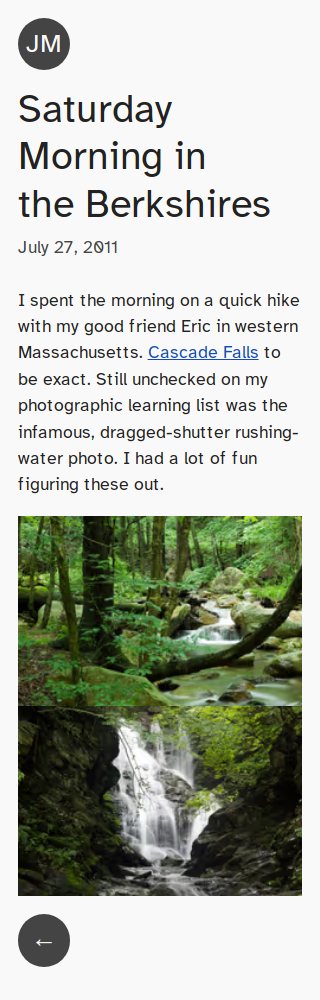 JM
Saturday
Morning in
the Berkshires
July 27, 2011
I spent the morning on a quick hike
with my good friend Eric in western
Massachusetts. Cascade Falls to
be exact. Still unchecked on my
photographic learning list was the
infamous, dragged-shutter rushing-
water photo. I had a lot of fun
figuring these out.
←